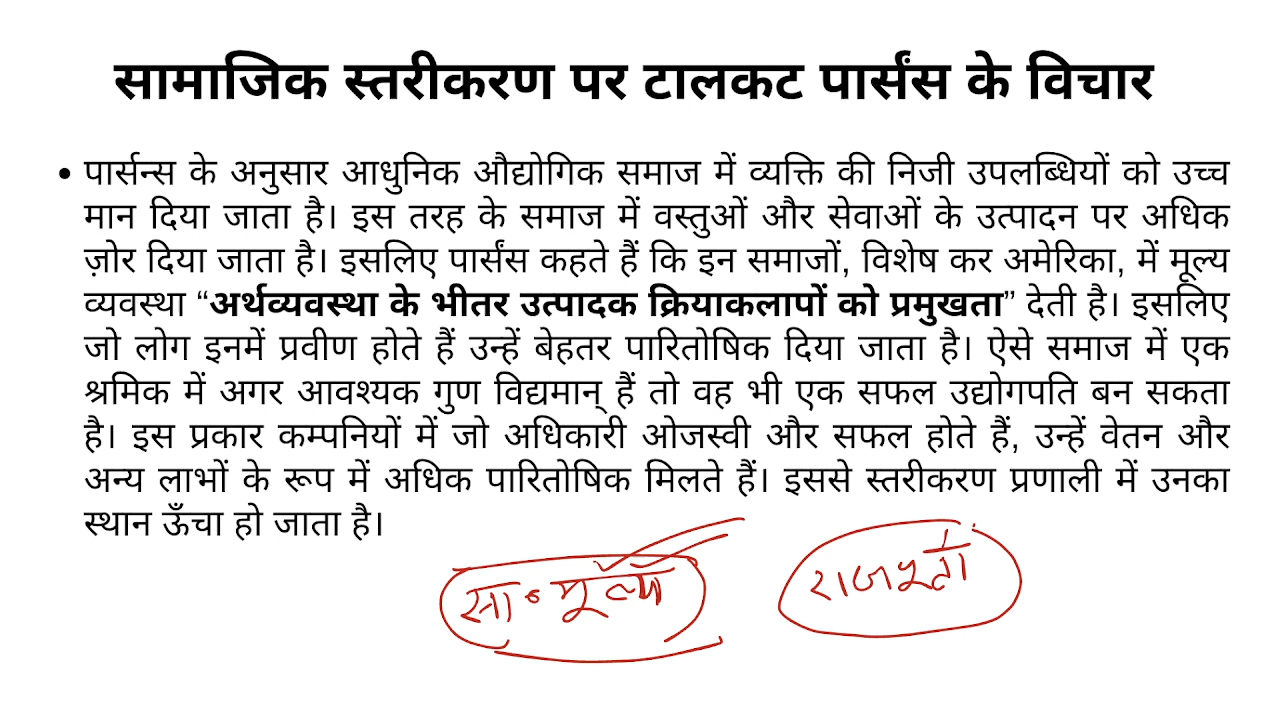 सामाजिक स्तरीकरण पर टालकट पार्संस के विचार
• पार्सन्स के अनुसार आधुनिक औद्योगिक समाज में व्यक्ति की निजी उपलब्धियों को उच्च
मान दिया जाता है। इस तरह के समाज में वस्तुओं और सेवाओं के उत्पादन पर अधिक
ज़ोर दिया जाता है। इसलिए पार्संस कहते हैं कि इन समाजों, विशेष कर अमेरिका, में मूल्य
व्यवस्था “अर्थव्यवस्था के भीतर उत्पादक क्रियाकलापों को प्रमुखता” देती है। इसलिए
जो लोग इनमें प्रवीण होते हैं उन्हें बेहतर पारितोषिक दिया जाता है। ऐसे समाज में एक
श्रमिक में अगर आवश्यक गुण विद्यमान् हैं तो वह भी एक सफल उद्योगपति बन सकता
है। इस प्रकार कम्पनियों में जो अधिकारी ओजस्वी और सफल होते हैं, उन्हें वेतन और
अन्य लाभों के रूप में अधिक पारितोषिक मिलते हैं। इससे स्तरीकरण प्रणाली में उनका
स्थान ऊँचा हो जाता है।
सा॰ मूल्य